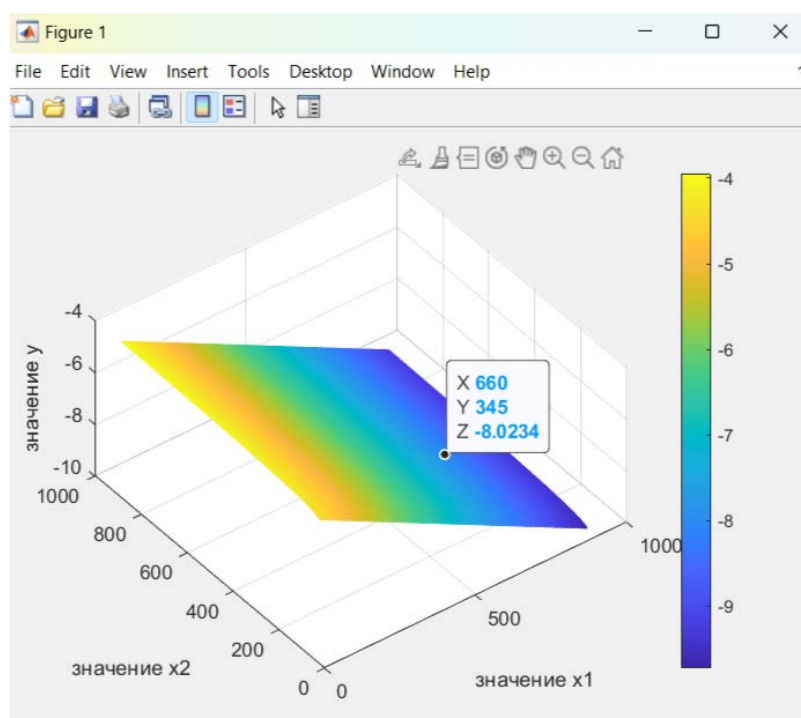 Figure 1
File Edit View Insert Tools Desktop Window Help
-4
-5
-6
-7
-8
-9
-4
-6
-8
-10
значение y
X 660
Y 345
Z -8.0234
1000
800
600
400
200
0
значение x2
0
500
1000
значение x1